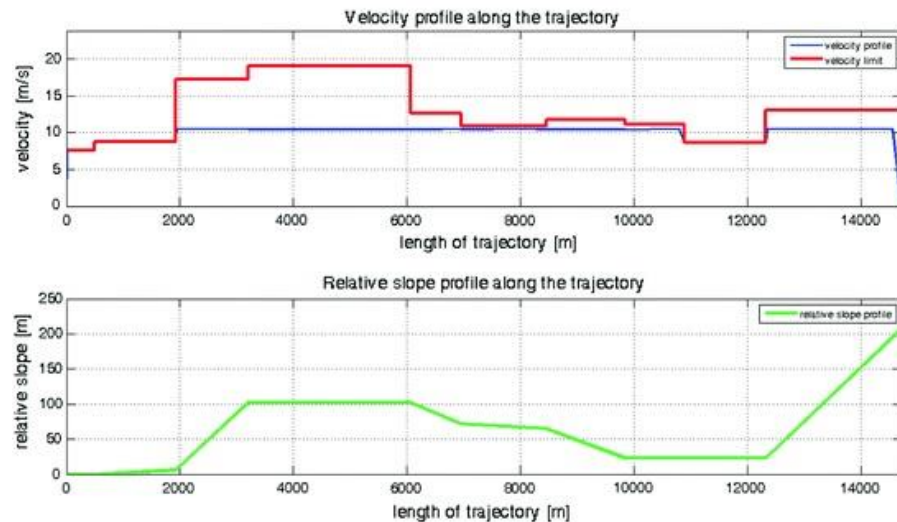 Velocity profile along the trajectory
velocity [m/s]
20
15
10
5
0
velocity profile
velocity limit
0 2000 4000 6000 8000 10000 12000 14000
length of trajectory [m]
Relative slope profile along the trajectory
relative slope [m]
250
200
150
100
50
0
relative slope profile
0 2000 4000 6000 8000 10000 12000 14000
length of trajectory [m]